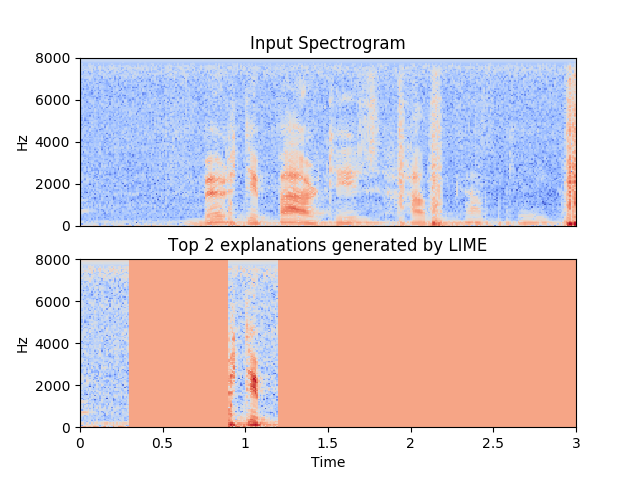 Input Spectrogram
8000
6000
4000
2000
0
Hz
Top 2 explanations generated by LIME
8000
6000
4000
2000
0
Hz
0 0.5 1 1.5 2 2.5 3
Time